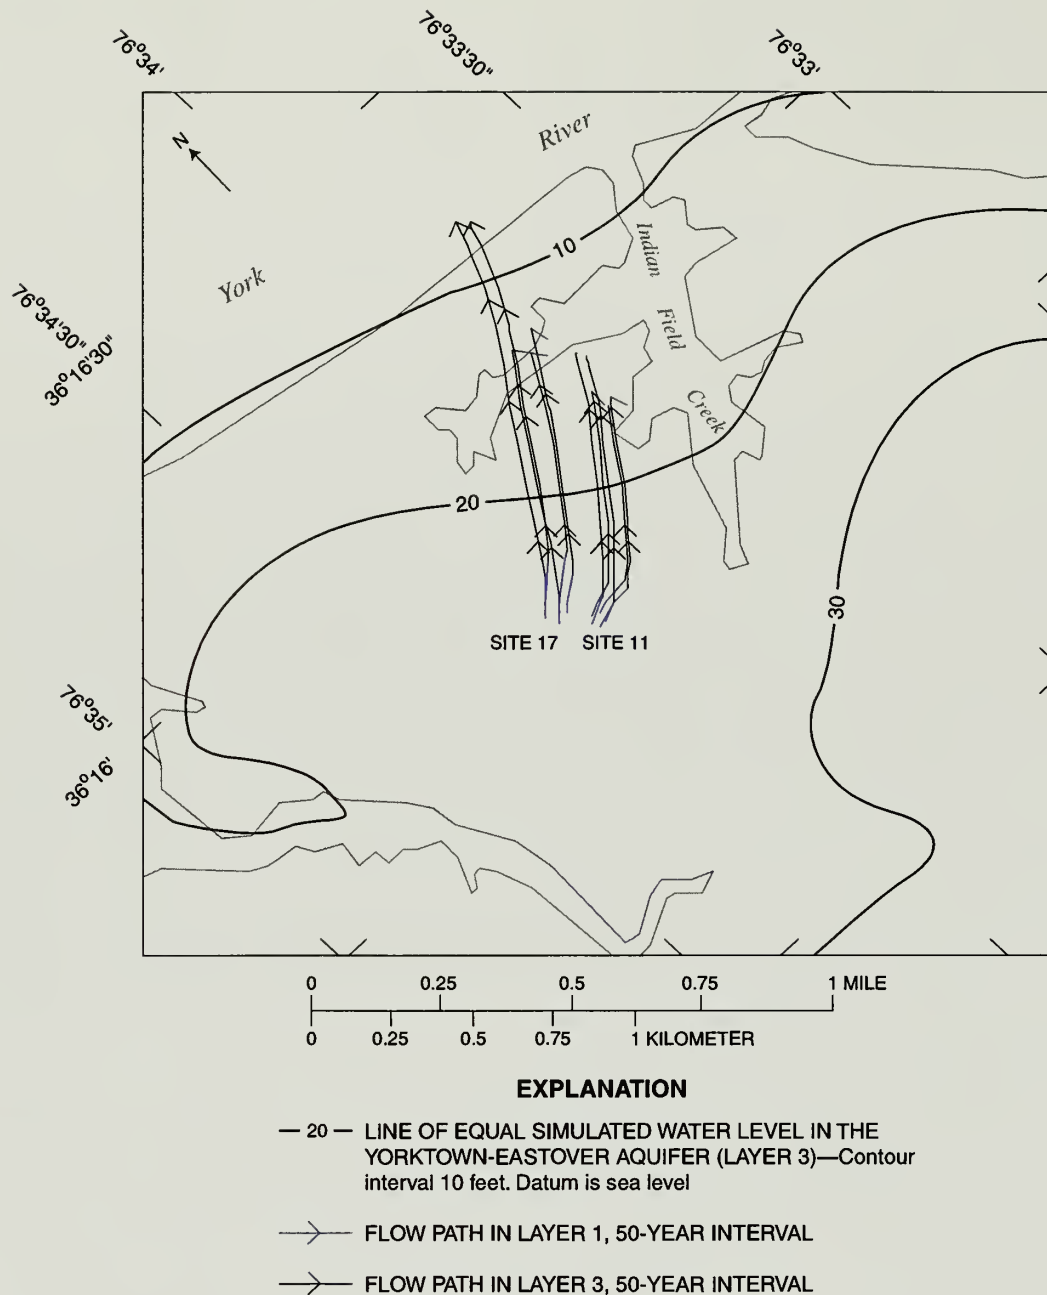 76°34'
76°33'30"
76°33'
N
River
York
10
Indian
Field
Creek
76°34'30"
36°16'30"
20
30
SITE 17
SITE 11
76°35'
36°16'
0
0.25
0.5
0.75
1 MILE
0
0.25
0.5
0.75
1 KILOMETER
EXPLANATION
20
LINE OF EQUAL SIMULATED WATER LEVEL IN THE
YORKTOWN-EASTOVER AQUIFER (LAYER 3)—Contour
interval 10 feet. Datum is sea level
FLOW PATH IN LAYER 1, 50-YEAR INTERVAL
FLOW PATH IN LAYER 3, 50-YEAR INTERVAL